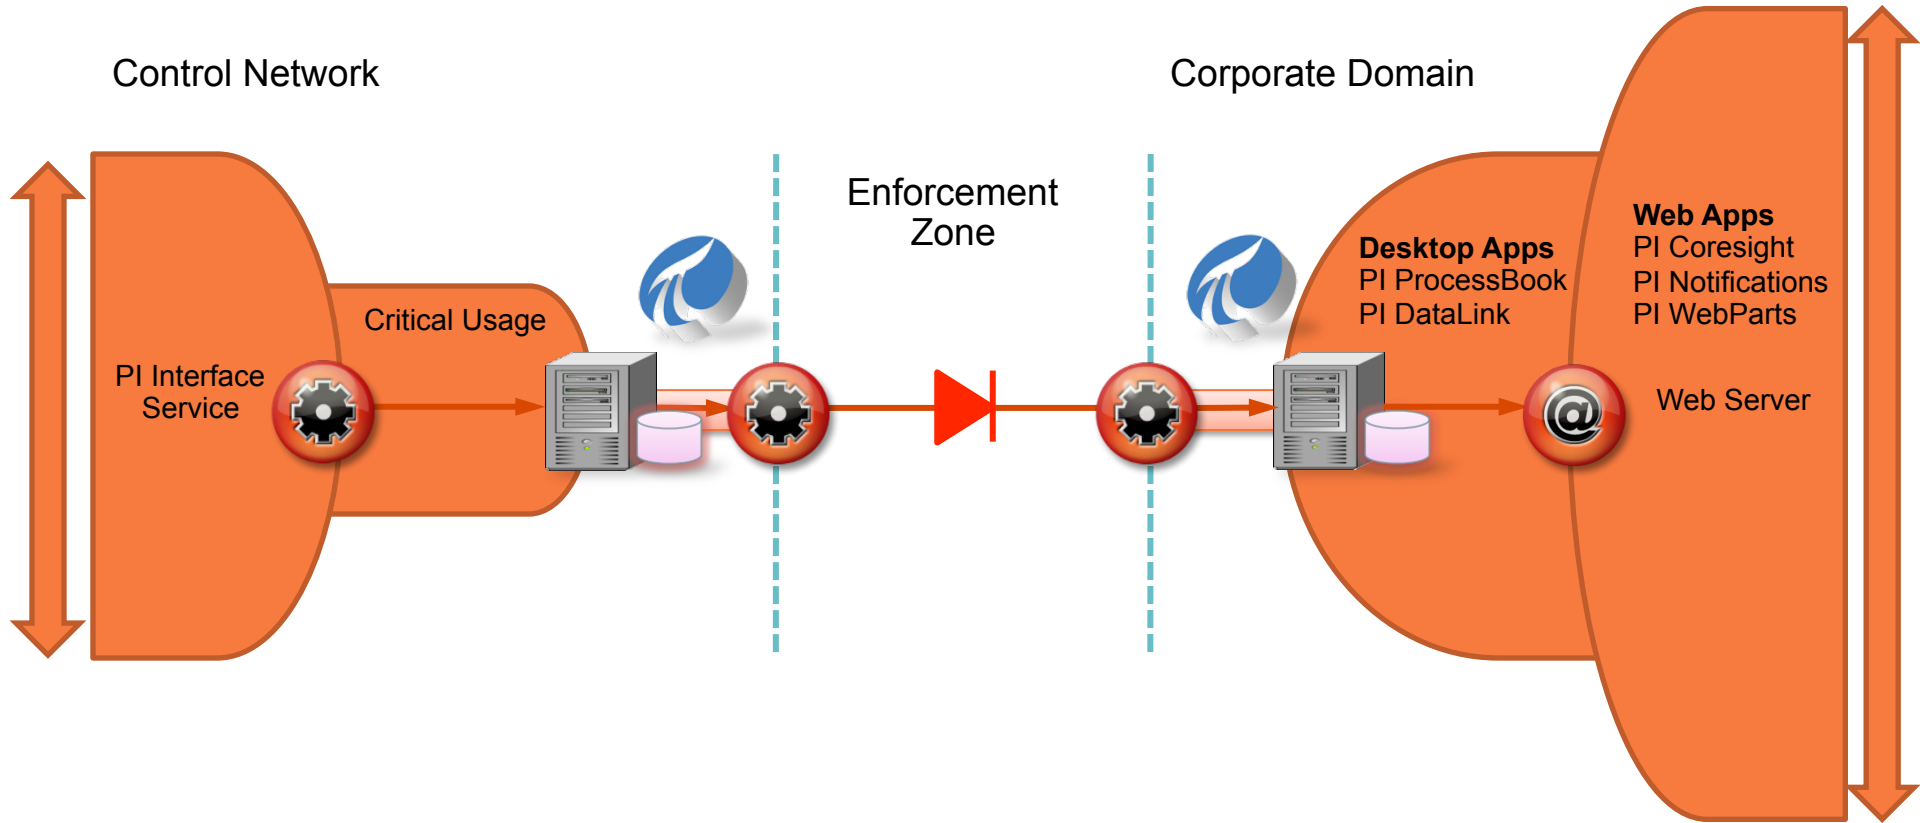 Control Network
Corporate Domain
Enforcement
Zone
Critical Usage
PI Interface
Service
Desktop Apps
PI ProcessBook
PI DataLink
Web Apps
PI Coresight
PI Notifications
PI WebParts
Web Server
@